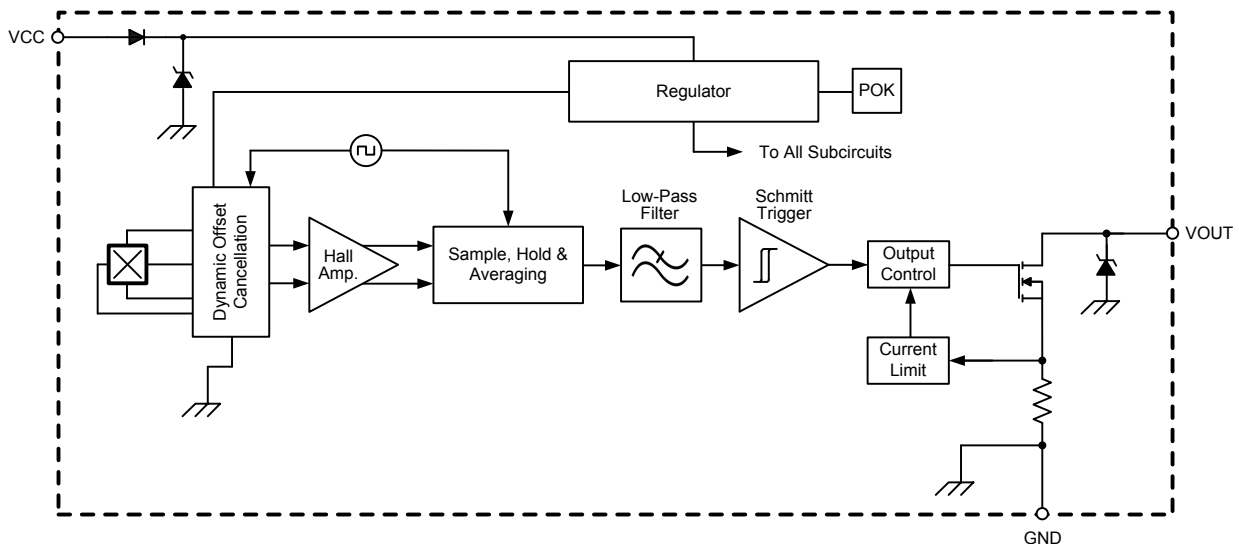 VCC
Regulator
POK
To All Subcircuits
Low-Pass
Filter
Schmitt
Trigger
Dynamic Offset
Cancellation
Hall
Amp.
Sample, Hold &
Averaging
Output
Control
VOUT
Current
Limit
GND